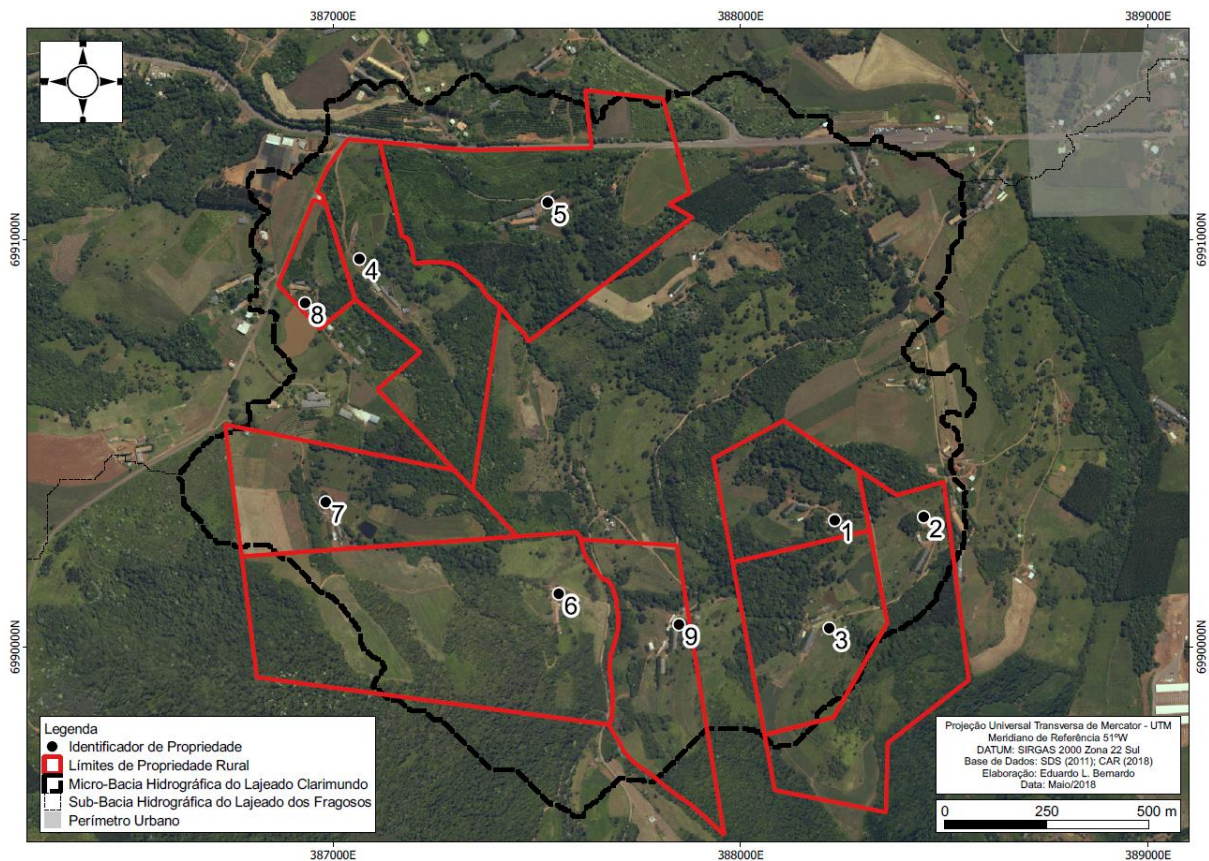 387000E 388000E 389000E
6991000N 6991000N
5
4
8
7
1 2
6
9
3
6990000N 6990000N
Legenda
Identificador de Propriedade
Límites de Propriedade Rural
Micro-Bacia Hidrográfica do Lajeado Clarimundo
Sub-Bacia Hidrográfica do Lajeado dos Fragosos
Perímetro Urbano
Projeção Universal Transversa de Mercator - UTM
Meridiano de Referência 51ºW
DATUM: SIRGAS 2000 Zona 22 Sul
Base de Dados: SDS (2011); CAR (2018)
Elaboração: Eduardo L. Bernardo
Data: Maio/2018
0 250 500 m
387000E 388000E 389000E